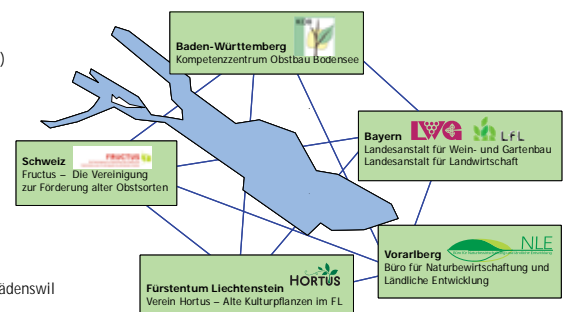 )
Baden-Württemberg
Kompetenzzentrum Obstbau Bodensee
Bayern LWG LfL
Landesanstalt für Wein- und Gartenbau
Landesanstalt für Landwirtschaft
Schweiz FRUCTUS
Fructus – Die Vereinigung
zur Förderung alter Obstsorten
NLE
Vorarlberg
Büro für Naturbewirtschaftung und
Ländliche Entwicklung
Fürstentum Liechtenstein HORTUS
Verein Hortus – Alte Kulturpflanzen im FL
ädenswil